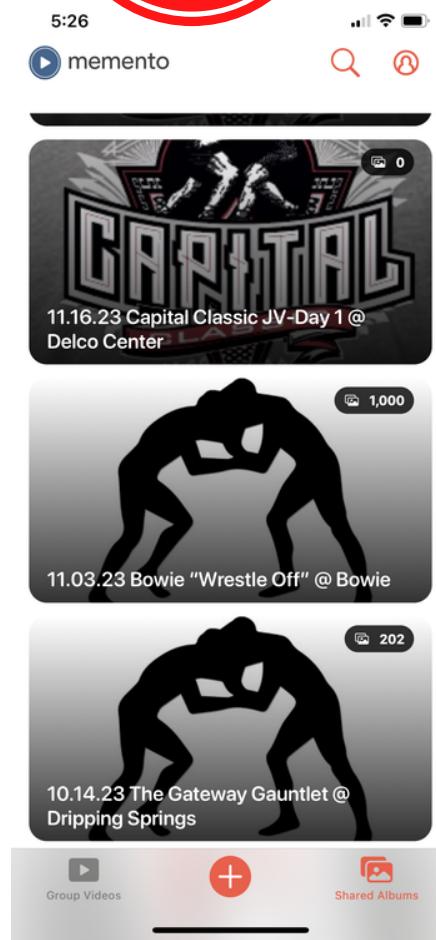 5:26
memento
0
CAPITAL
CLASSIC
11.16.23 Capital Classic JV-Day 1 @
Delco Center
1,000
11.03.23 Bowie “Wrestle Off” @ Bowie
202
10.14.23 The Gateway Gauntlet @
Dripping Springs
Group Videos
Shared Albums